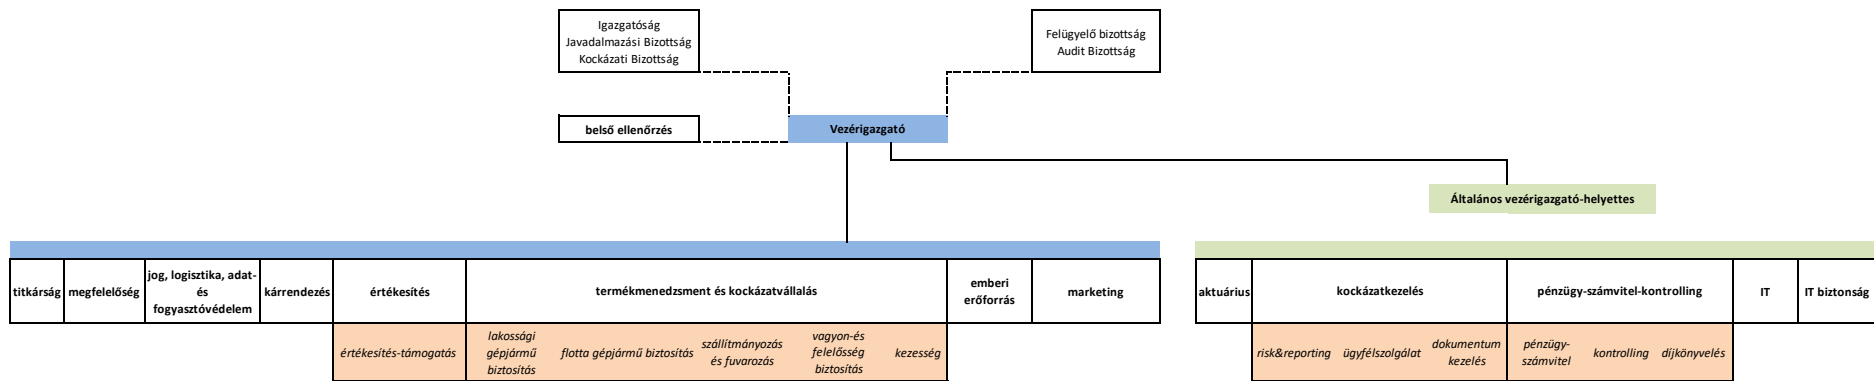 Igazgatóság
Javadalmazási Bizottság
Kockázati Bizottság
Felügyelő bizottság
Audit Bizottság
belső ellenőrzés
Vezérigazgató
Általános vezérigazgató-helyettes
titkárság
megfelelőség
jog, logisztika, adat-
és
fogyasztóvédelem
kárrendezés
értékesítés
termékmenedzsment és kockázatvállalás
emberi
erőforrás
marketing
aktuárius
kockázatkezelés
pénzügy-számvitel-kontrolling
IT
IT biztonság
értékesítés-támogatás
lakossági
gépjármű
biztosítás
flotta gépjármű biztosítás
szállítmányozás
és fuvarozás
vagyon-és
felelősség
biztosítás
kezesség
risk&reporting
ügyfélszolgálat
dokumentum
kezelés
pénzügy-
számvitel
kontrolling
díjkönyvelés